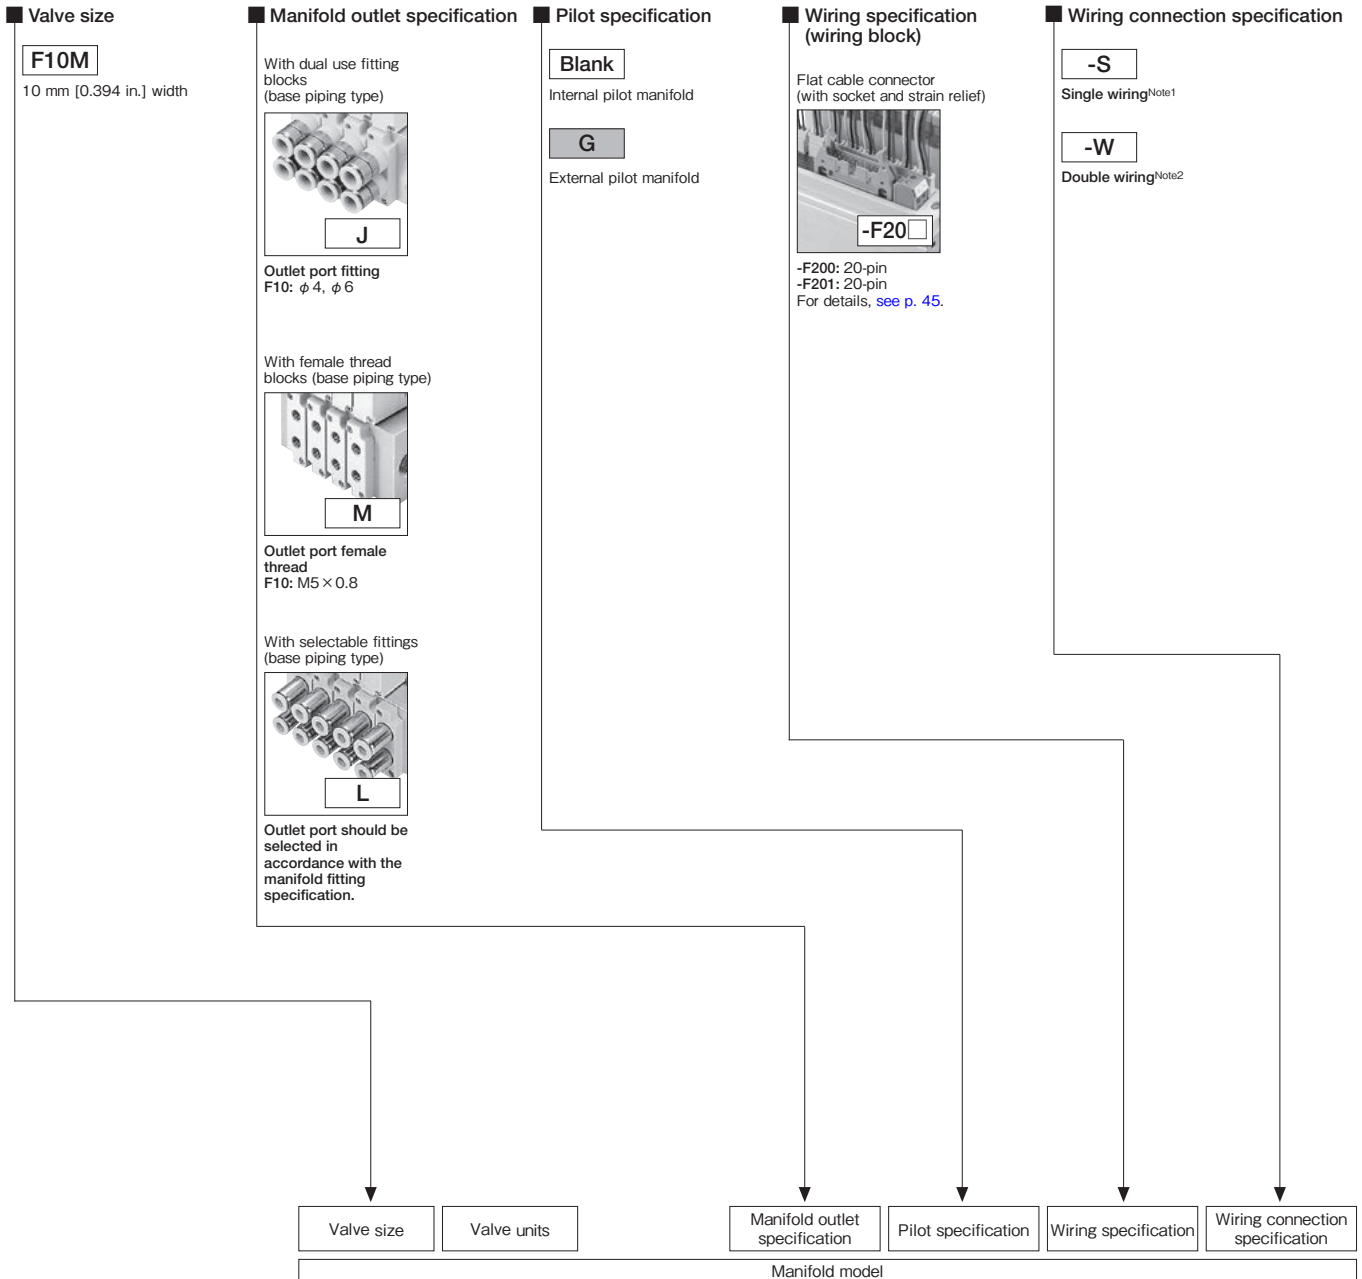 Valve size
F10M
10 mm [0.394 in.] width
Manifold outlet specification
With dual use fitting
blocks
(base piping type)
J
Outlet port fitting
F10: φ4, φ6
With female thread
blocks (base piping type)
M
Outlet port female
thread
F10: M5×0.8
With selectable fittings
(base piping type)
L
Outlet port should be
selected in
accordance with the
manifold fitting
specification.
Pilot specification
Blank
Internal pilot manifold
G
External pilot manifold
Wiring specification
(wiring block)
Flat cable connector
(with socket and strain relief)
-F20□
-F200: 20-pin
-F201: 20-pin
For details, see p. 45.
Wiring connection specification
-S
Single wiringNote1
-W
Double wiringNote2
Valve size
Valve units
Manifold outlet
specification
Pilot specification
Wiring specification
Wiring connection
specification
Manifold model